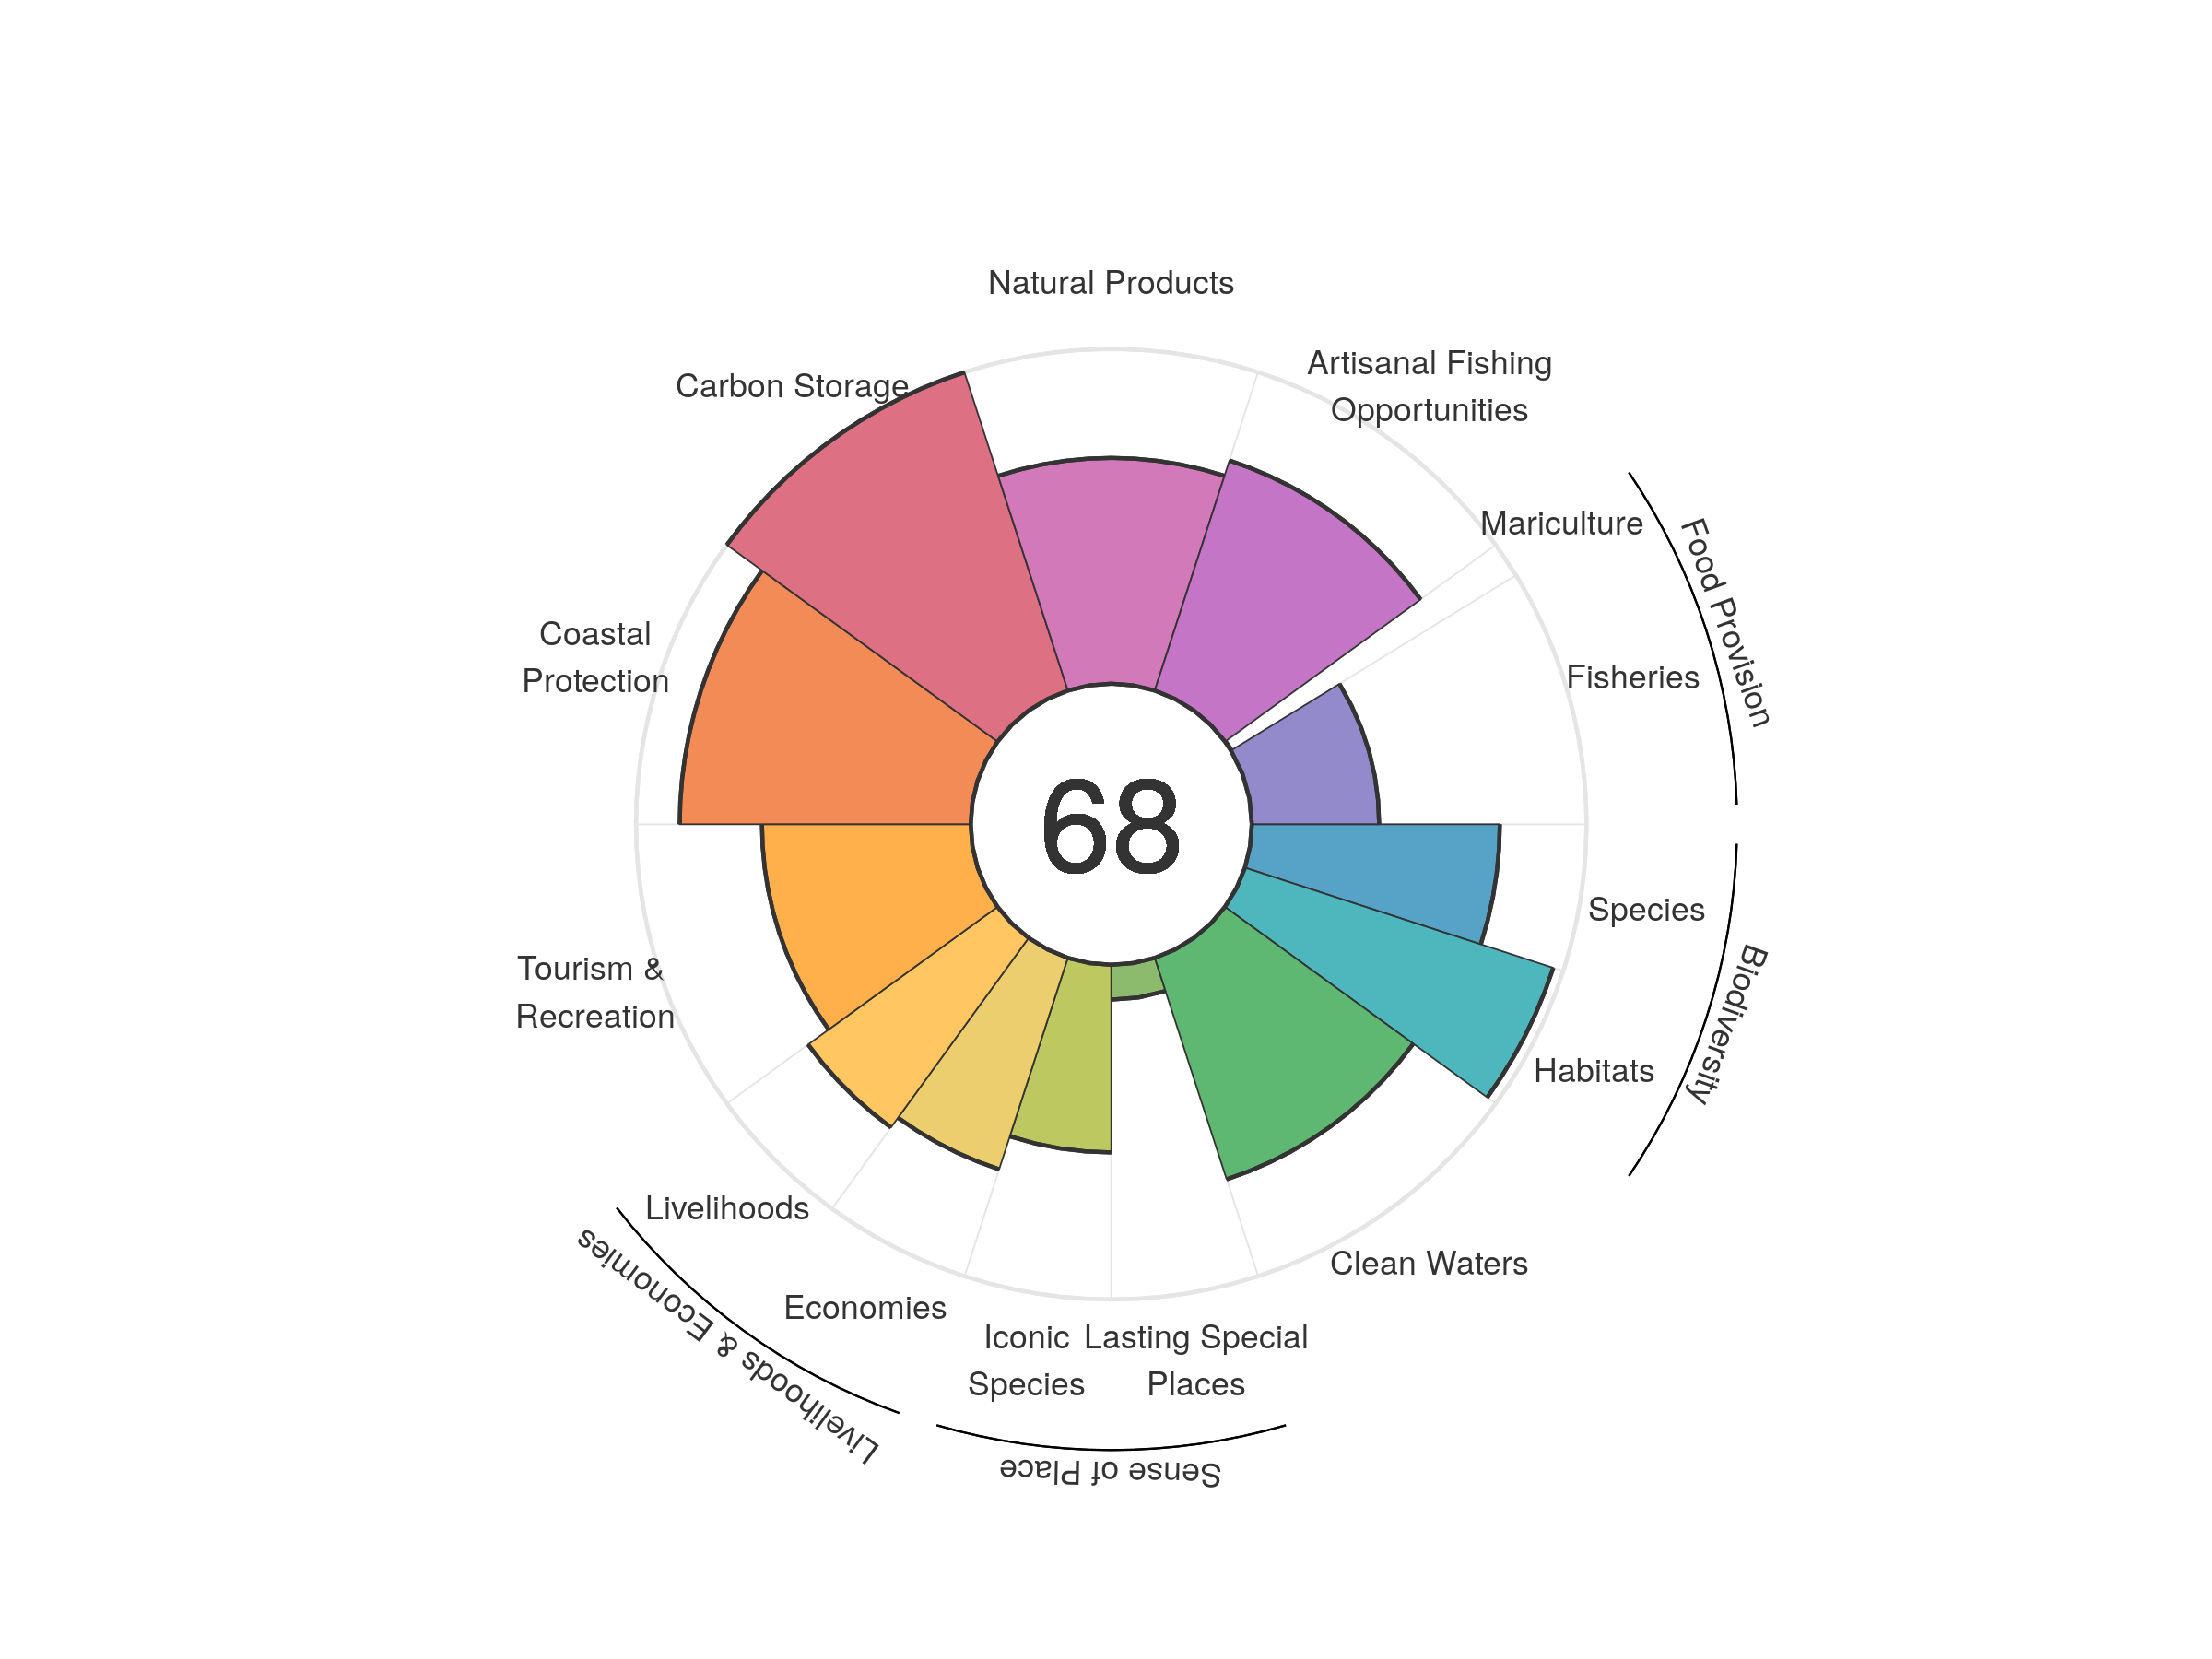 Natural Products
Artisanal Fishing
Opportunities
Carbon Storage
Mariculture
Food Provision
Coastal
Protection
Fisheries
68
Species
Tourism &
Recreation
Biodiversity
Habitats
Livelihoods
Clean Waters
Livelihoods & Economies
Economies
Iconic
Species
Lasting Special
Places
Sense of Place